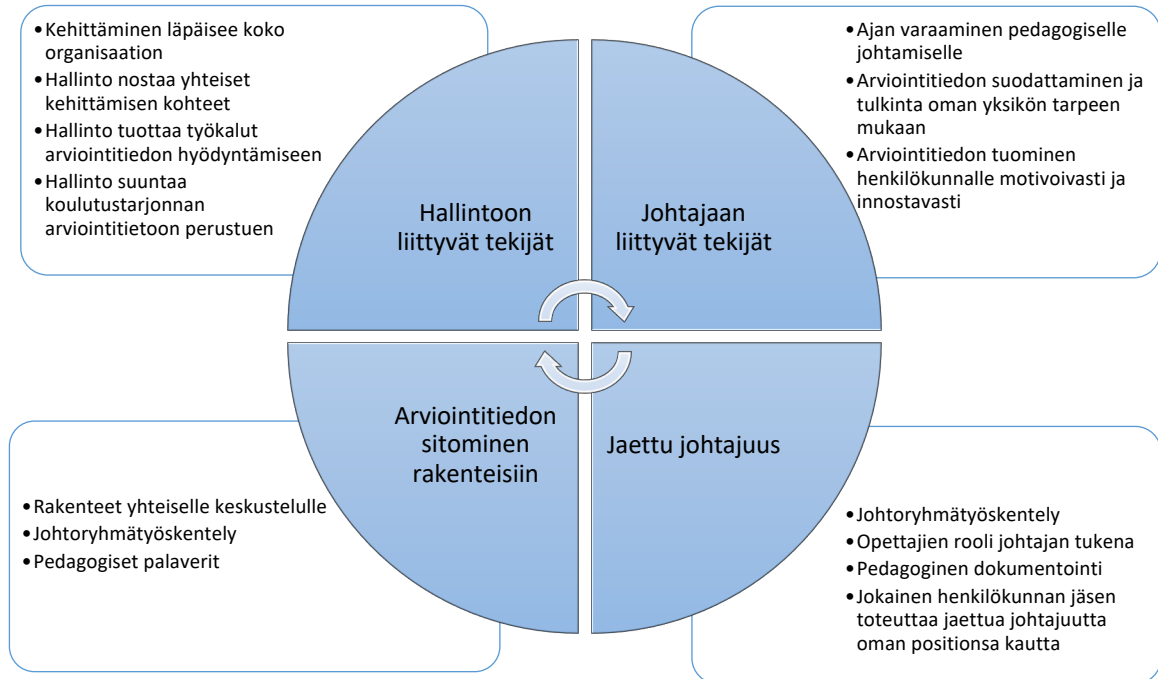 •Kehittäminen läpäisee koko
organisaation
•Hallinto nostaa yhteiset
kehittämisen kohteet
•Hallinto tuottaa työkalut
arviointitiedon hyödyntämiseen
•Hallinto suuntaa
koulutustarjonnan
arviointitietoon perustuen
•Ajan varaaminen pedagogiselle
johtamiselle
•Arviointitiedon suodattaminen ja
tulkinta oman yksikön tarpeen
mukaan
•Arviointitiedon tuominen
henkilökunnalle motivoivasti ja
innostavasti
Hallintoon
liittyvät tekijät
Johtajaan
liittyvät tekijät
Arviointitiedon
sitominen
rakenteisiin
Jaettu johtajuus
•Rakenteet yhteiselle keskustelulle
•Johtoryhmätyöskentely
•Pedagogiset palaverit
•Johtoryhmätyöskentely
•Opettajien rooli johtajan tukena
•Pedagoginen dokumentointi
•Jokainen henkilökunnan jäsen
toteuttaa jaettua johtajuutta
oman positionsa kautta